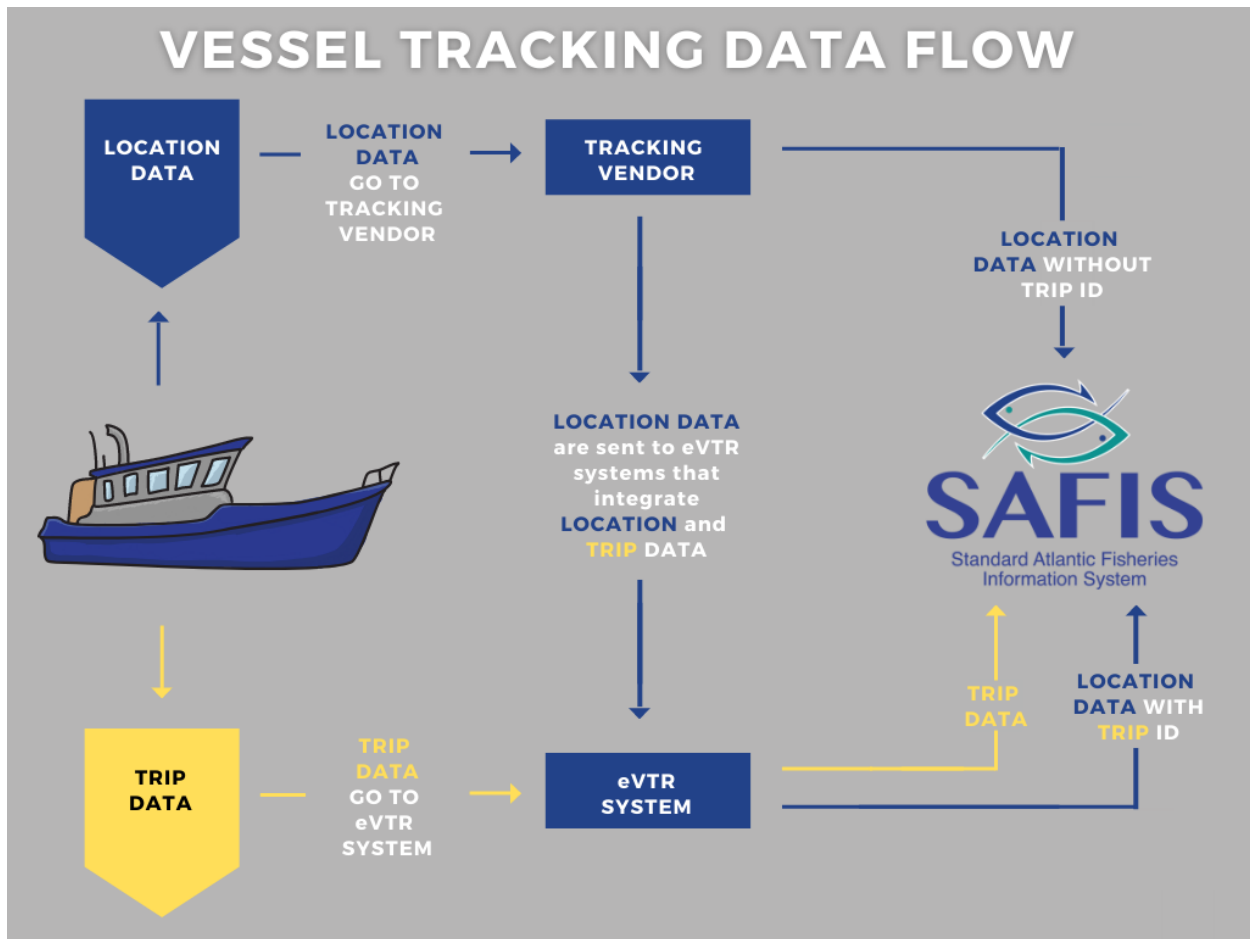 VESSEL TRACKING DATA FLOW
LOCATION
DATA
LOCATION
DATA
GO TO
TRACKING
VENDOR
TRACKING
VENDOR
LOCATION
DATA WITHOUT
TRIP ID
LOCATION DATA
are sent to eVTR
systems that
integrate
LOCATION and
TRIP DATA
SAFIS
Standard Atlantic Fisheries
Information System
TRIP
DATA
TRIP
DATA
GO TO
eVTR
SYSTEM
eVTR
SYSTEM
TRIP
DATA
LOCATION
DATA WITH
TRIP ID